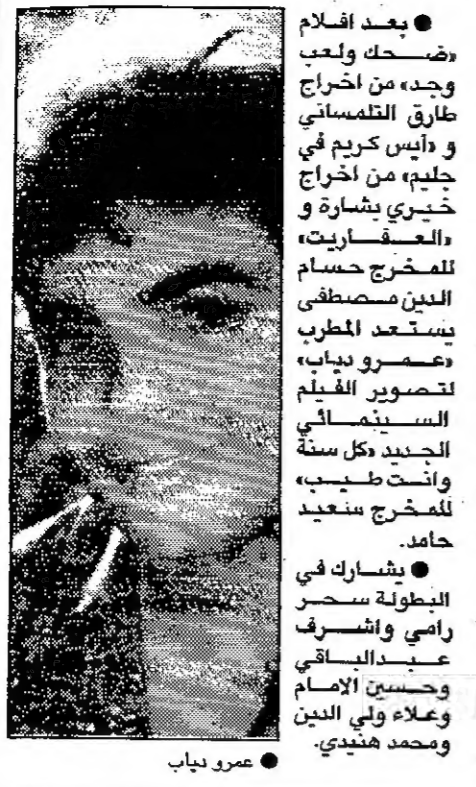 ● بعد افلام
«ضحك ولعب
وجد» من اخراج
طارق التلمساني
و «آيس كريم في
جليم» من اخراج
خيري بشارة و
«العفاريت»
للمخرج حسام
الدين مصطفى
يستعد المطرب
«عمرو دياب»
لتصوير الفيلم
السينمائي
الجديد «كل سنة
وانت طيب»
للمخرج سعيد
حامد.
● يشارك في
البطولة سحر
رامي واشرف
عبدالباقي
وحسين الامام
وعلاء ولي الدين
ومحمد هنيدي.
● عمرو دياب